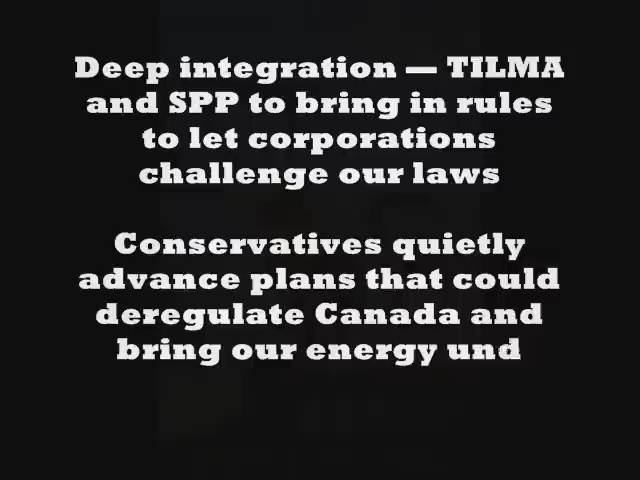 Deep integration — TILMA
and SPP to bring in rules
to let corporations
challenge our laws
Conservatives quietly
advance plans that could
deregulate Canada and
bring our energy und